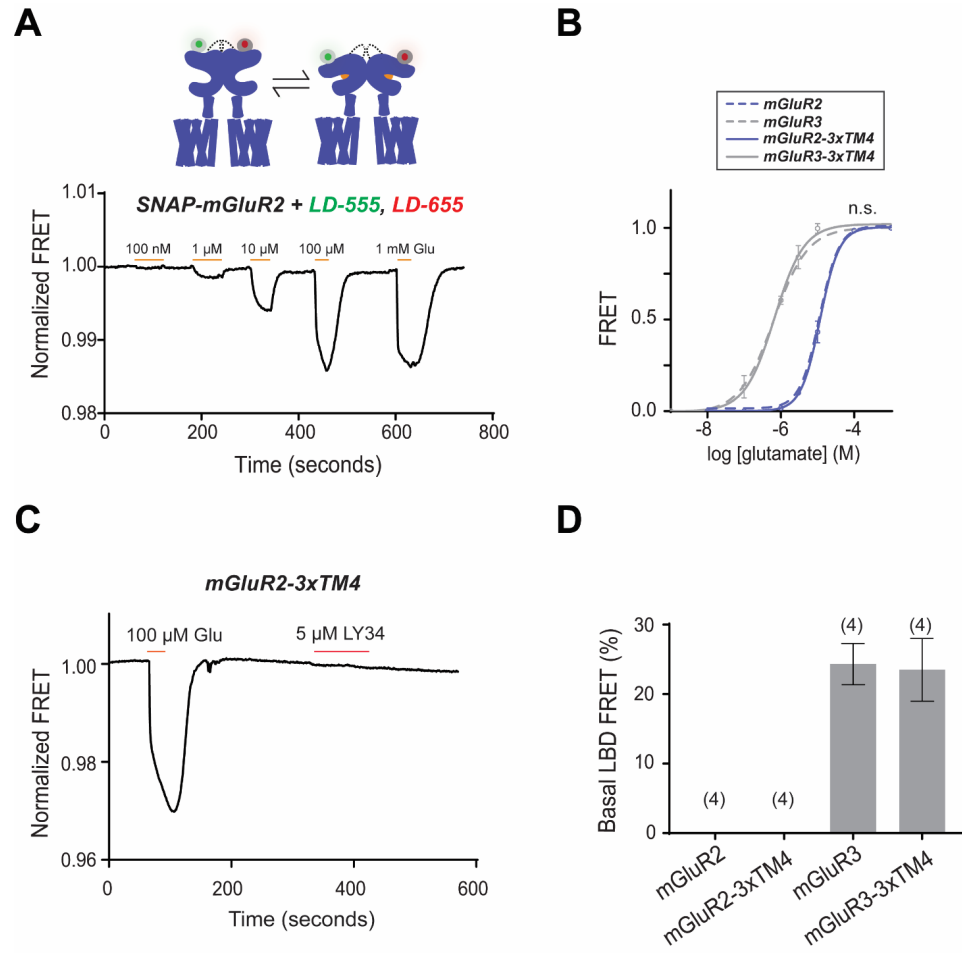 A
SNAP-mGluR2 + LD-555, LD-655
100 nM
1 µM
10 µM
100 µM
1 mM Glu
Normalized FRET
1.01
1.00
0.99
0.98
0
200
400
600
800
Time (seconds)
B
mGluR2
mGluR3
mGluR2-3xTM4
mGluR3-3xTM4
n.s.
FRET
1.0
0.5
0.0
-8
-6
-4
log [glutamate] (M)
C
mGluR2-3xTM4
100 µM Glu
5 µM LY34
Normalized FRET
1.00
0.98
0.96
0
200
400
600
Time (seconds)
D
Basal LBD FRET (%)
30
20
10
0
(4)
(4)
(4)
(4)
mGluR2
mGluR2-3xTM4
mGluR3
mGluR3-3xTM4